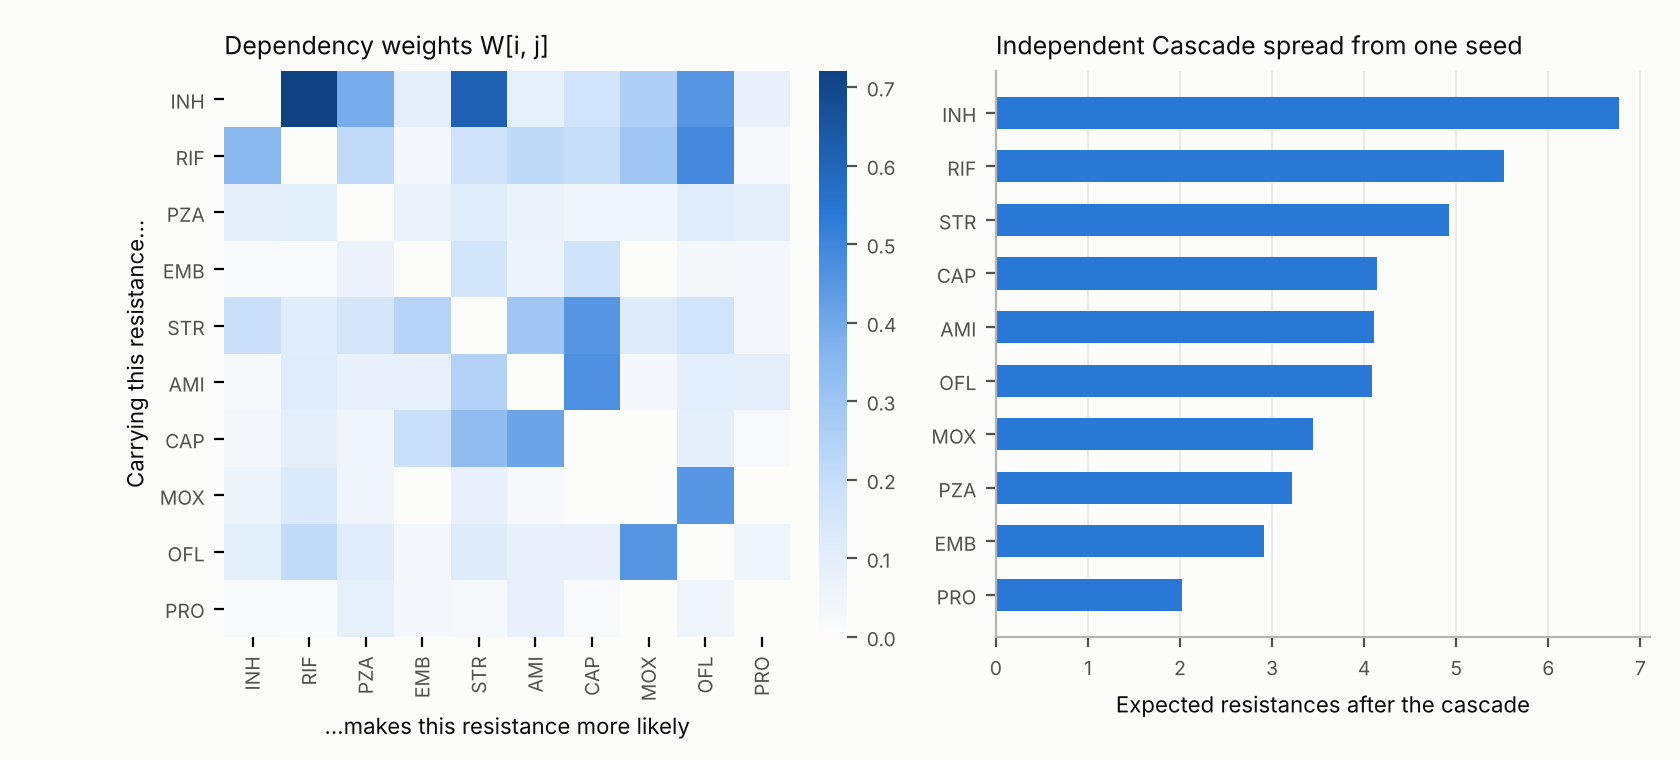 Dependency weights W[i, j]
Carrying this resistance...
INH
RIF
PZA
EMB
STR
AMI
CAP
MOX
OFL
PRO
INH RIF PZA EMB STR AMI CAP MOX OFL PRO
...makes this resistance more likely
0.7
0.6
0.5
0.4
0.3
0.2
0.1
0.0
Independent Cascade spread from one seed
INH
RIF
STR
CAP
AMI
OFL
MOX
PZA
EMB
PRO
0 1 2 3 4 5 6 7
Expected resistances after the cascade